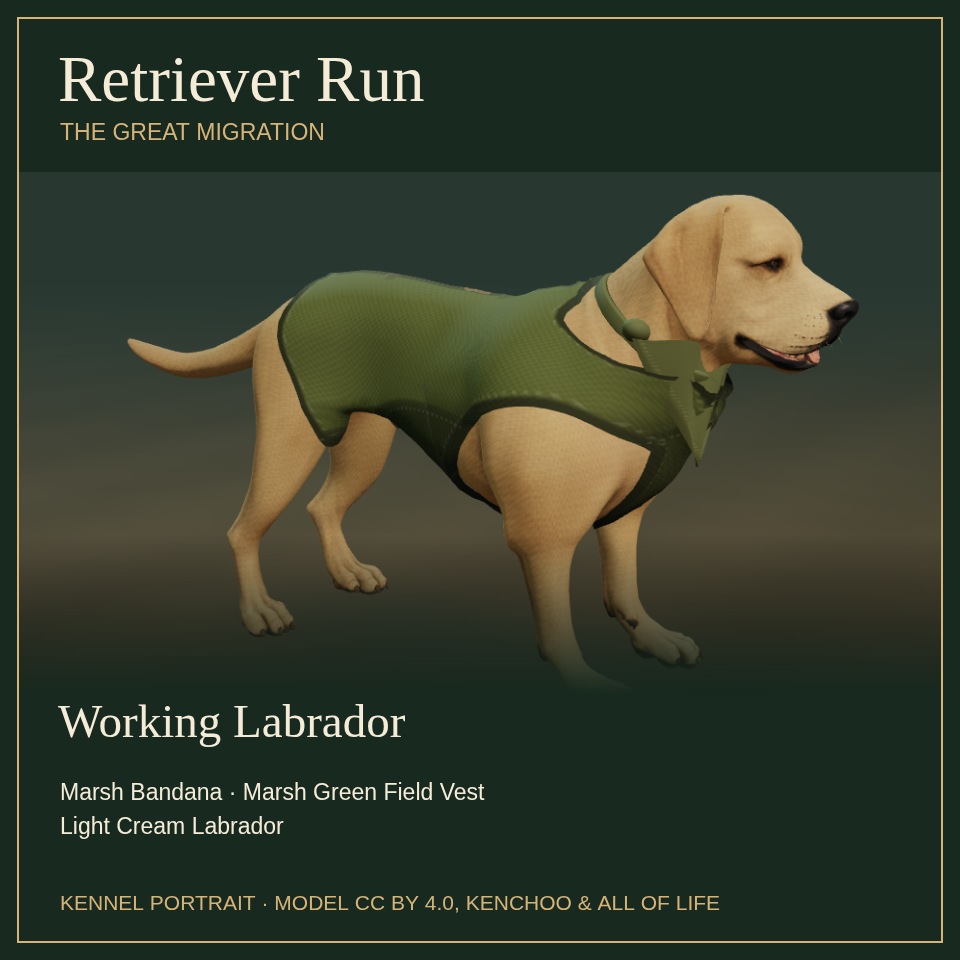 Retriever Run
THE GREAT MIGRATION
Working Labrador
Marsh Bandana · Marsh Green Field Vest
Light Cream Labrador
KENNEL PORTRAIT · MODEL CC BY 4.0, KENCHOO & ALL OF LIFE